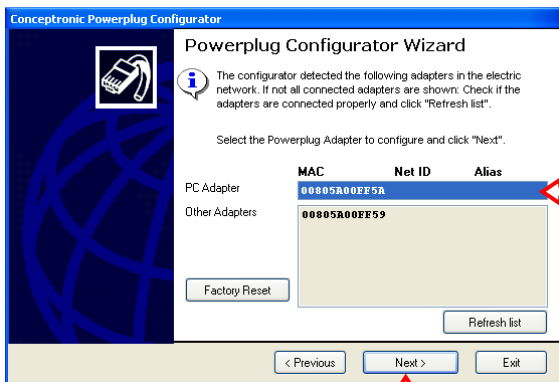 Conceptronic Powerplug Configurator
Powerplug Configurator Wizard
The configurator detected the following adapters in the electric
network. If not all connected adapters are shown: Check if the
adapters are connected properly and click "Refresh list".
Select the Powerplug Adapter to configure and click "Next".
MAC Net ID Alias
PC Adapter 00805A00FF5A
Other Adapters 00805A00FF59
Factory Reset
Refresh list
< Previous Next > Exit